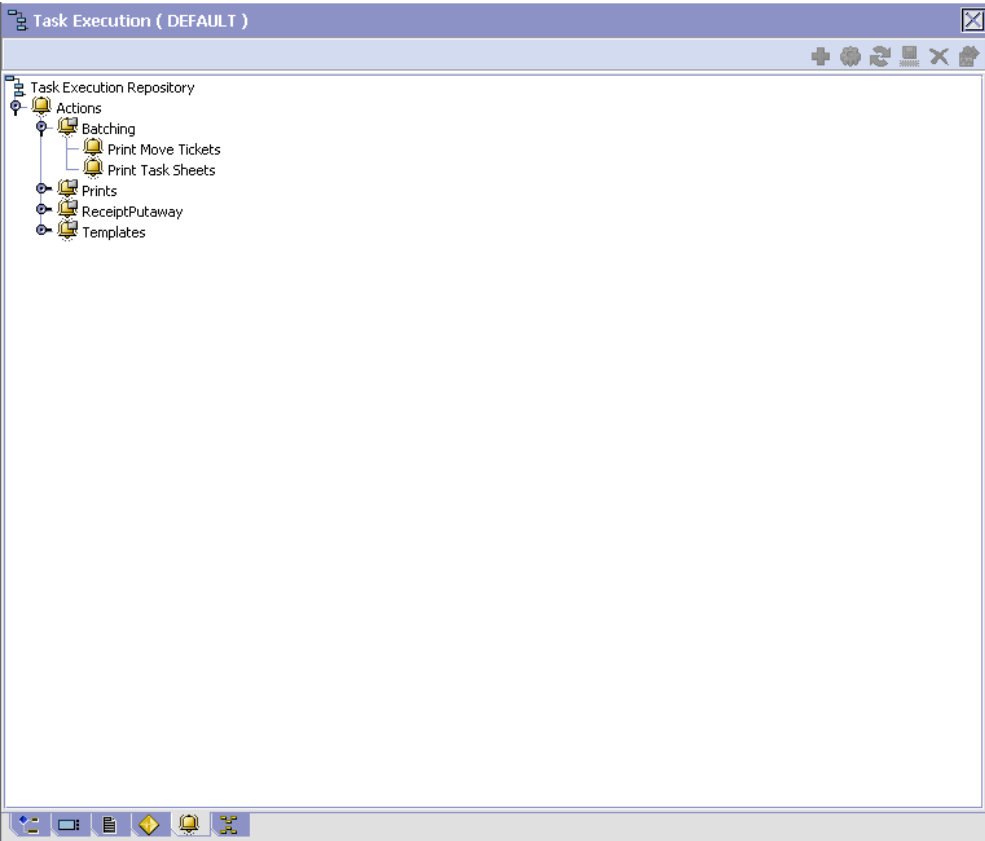 Task Execution ( DEFAULT )
Task Execution Repository
Actions
Batching
Print Move Tickets
Print Task Sheets
Prints
ReceiptPutaway
Templates